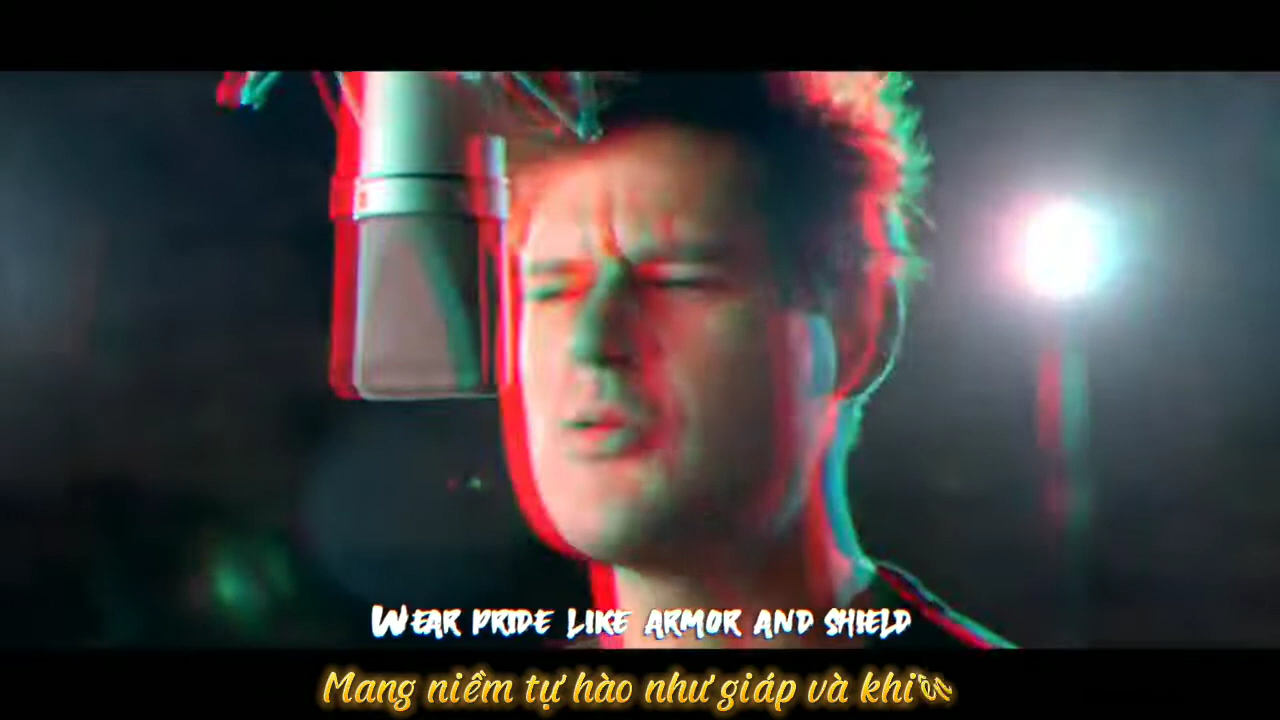 Wear pride like armor and shield
Mang niềm tự hào như giáp và khiên